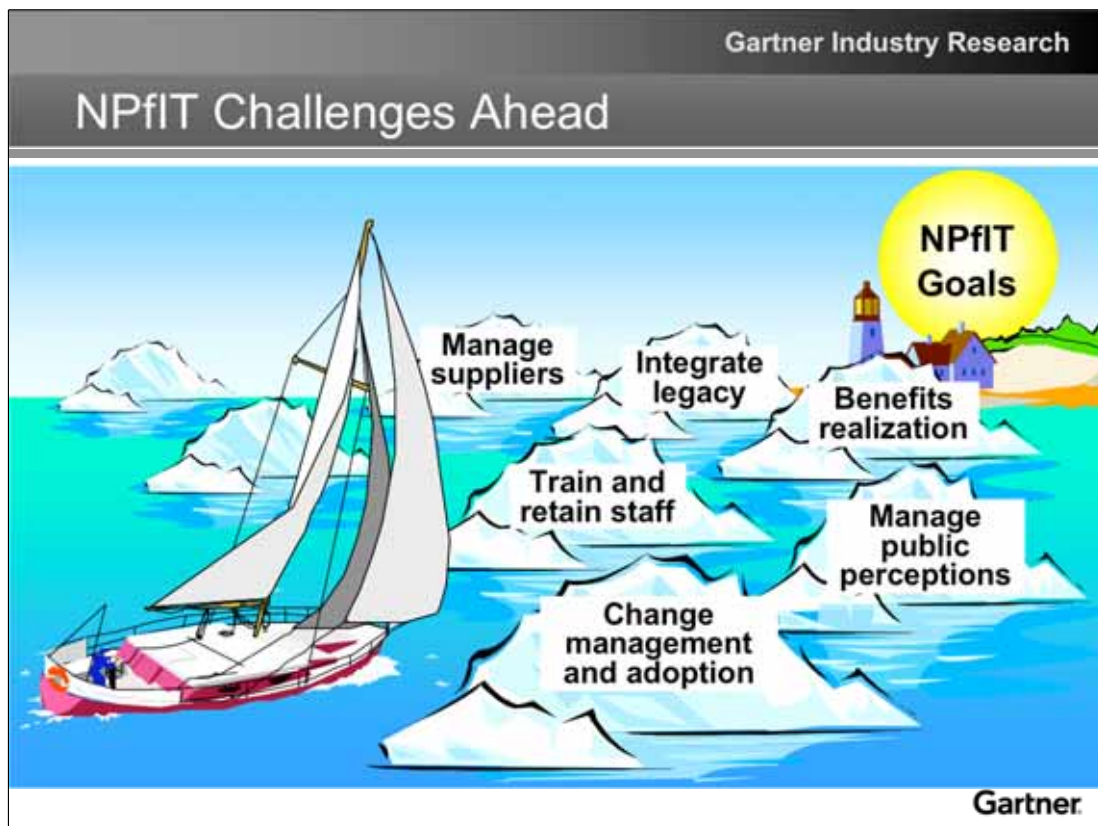 Gartner Industry Research
NPfIT Challenges Ahead
NPfIT
Goals
Manage
suppliers
Integrate
legacy
Benefits
realization
Train and
retain staff
Manage
public
perceptions
Change
management
and adoption
Gartner.